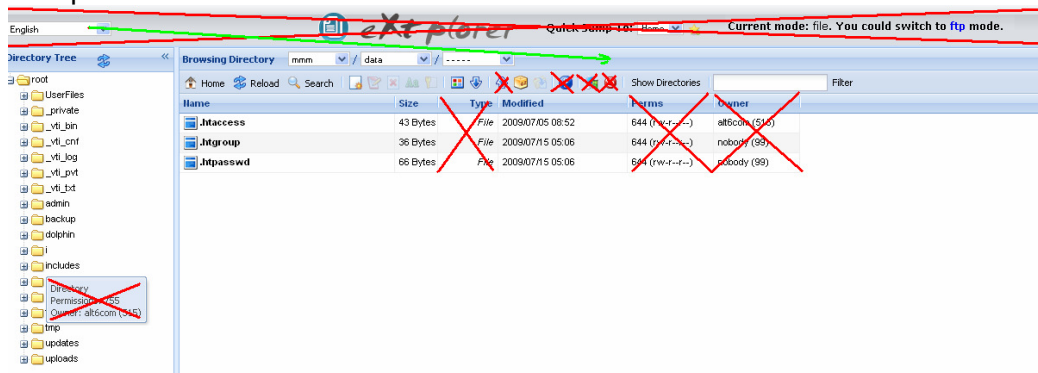 English eXtplorer Quick Jump To: Home Current mode: file. You could switch to ftp mode.
Directory Tree Browsing Directory mmm / data / -----
root Home Reload Search Show Directories Filter
Name Size Type Modified Perms Owner
.htaccess 43 Bytes File 2009/07/05 08:52 644 (rw-r--r--) alt6com (515)
.htgroup 36 Bytes File 2009/07/15 05:06 644 (rw-r--r--) nobody (99)
.htpasswd 66 Bytes File 2009/07/15 05:06 644 (rw-r--r--) nobody (99)
UserFiles
_private
_vti_bin
_vti_cnf
_vti_log
_vti_pvt
_vti_txt
admin
backup
dolphin
i
includes
Directory
Permissions: 755
Owner: alt6com (515)
tmp
updates
uploads